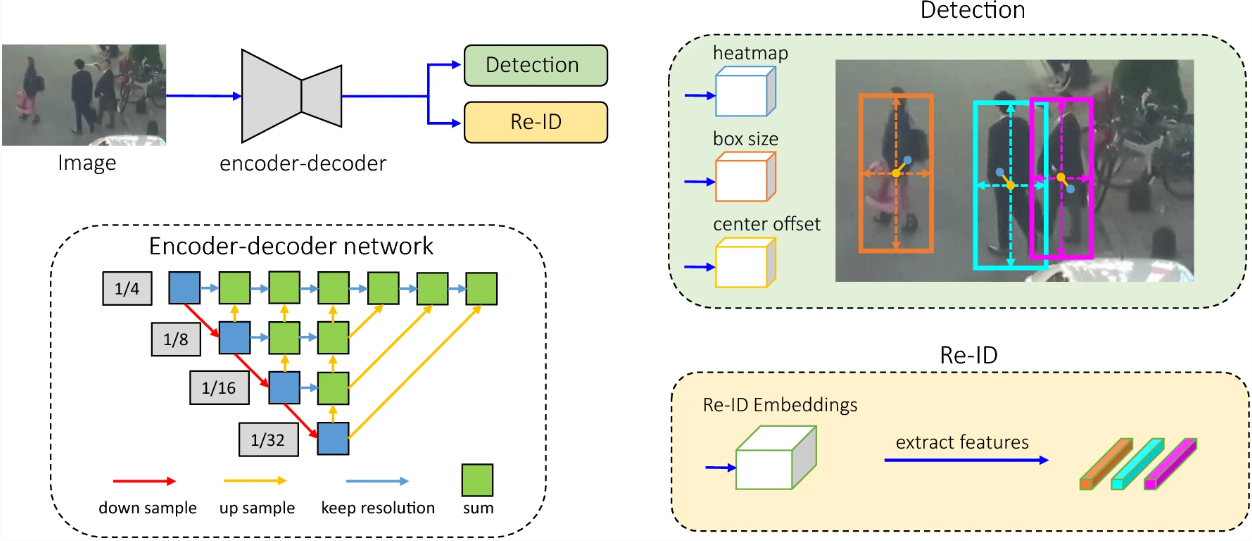 Image
encoder-decoder
Detection
Re-ID
Encoder-decoder network
1/4
1/8
1/16
1/32
down sample
up sample
keep resolution
sum
Detection
heatmap
box size
center offset
Re-ID
Re-ID Embeddings
extract features